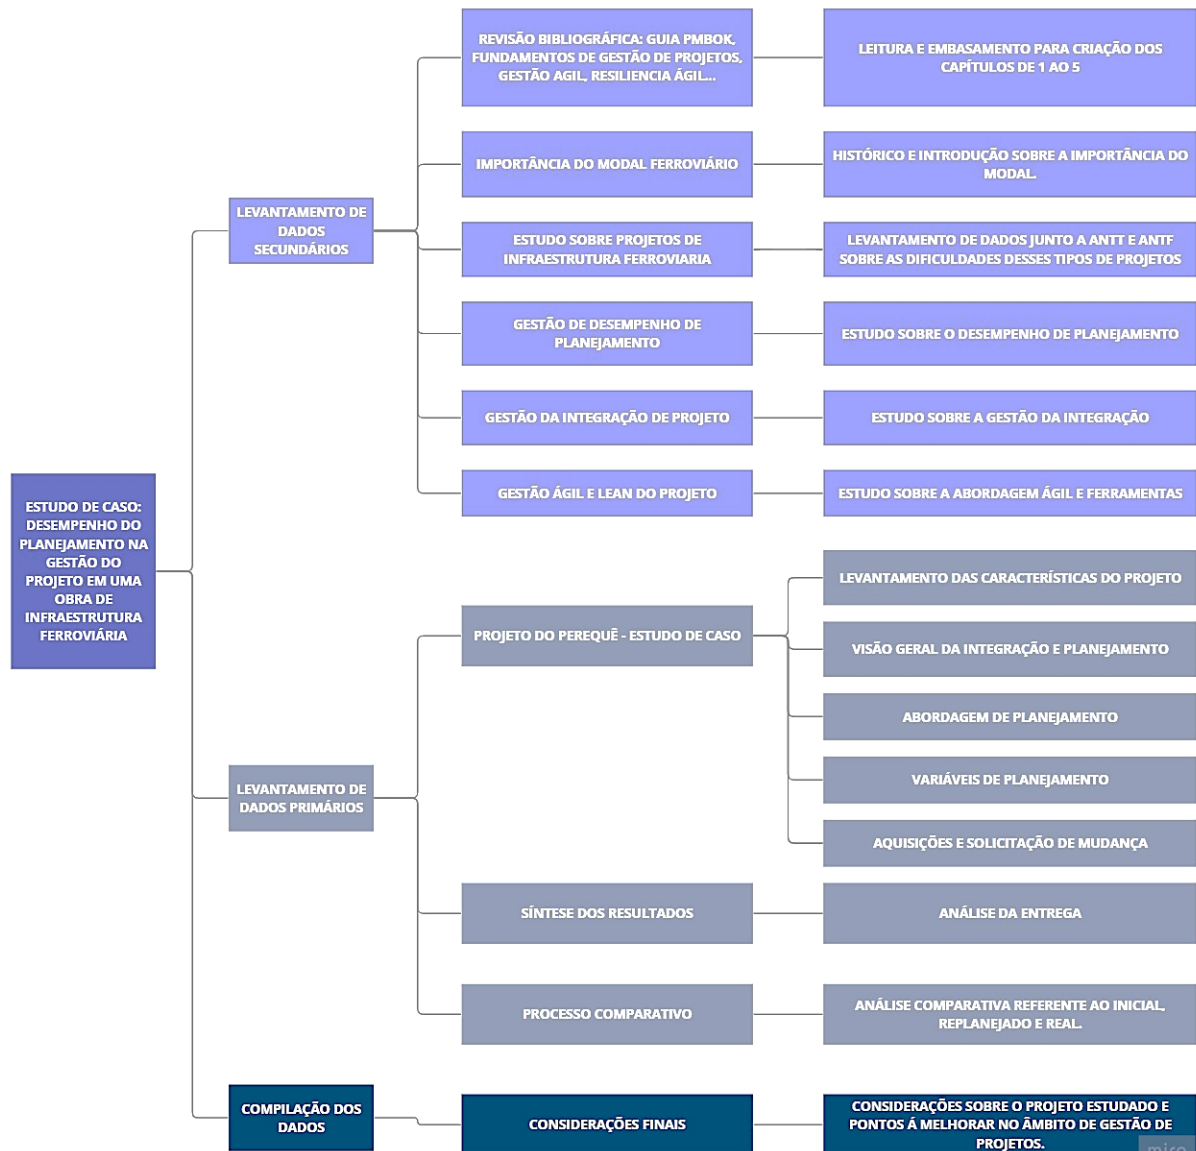 REVISÃO BIBLIOGRÁFICA: GUIA PMBOK,
FUNDAMENTOS DE GESTÃO DE PROJETOS,
GESTÃO AGIL, RESILIENCIA ÁGIL...
LEITURA E EMBASAMENTO PARA CRIAÇÃO DOS
CAPÍTULOS DE 1 AO 5
IMPORTÂNCIA DO MODAL FERROVIÁRIO
HISTÓRICO E INTRODUÇÃO SOBRE A IMPORTÂNCIA DO
MODAL.
LEVANTAMENTO DE
DADOS
SECUNDÁRIOS
ESTUDO SOBRE PROJETOS DE
INFRAESTRUTURA FERROVIARIA
LEVANTAMENTO DE DADOS JUNTO A ANTT E ANTF
SOBRE AS DIFICULDADES DESSES TIPOS DE PROJETOS
GESTÃO DE DESEMPENHO DE
PLANEJAMENTO
ESTUDO SOBRE O DESEMPENHO DE PLANEJAMENTO
GESTÃO DA INTEGRAÇÃO DE PROJETO
ESTUDO SOBRE A GESTÃO DA INTEGRAÇÃO
GESTÃO ÁGIL E LEAN DO PROJETO
ESTUDO SOBRE A ABORDAGEM ÁGIL E FERRAMENTAS
ESTUDO DE CASO:
DESEMPENHO DO
PLANEJAMENTO NA
GESTÃO DO
PROJETO EM UMA
OBRA DE
INFRAESTRUTURA
FERROVIÁRIA
LEVANTAMENTO DAS CARACTERÍSTICAS DO PROJETO
PROJETO DO PEREQUÊ - ESTUDO DE CASO
VISÃO GERAL DA INTEGRAÇÃO E PLANEJAMENTO
ABORDAGEM DE PLANEJAMENTO
VARIÁVEIS DE PLANEJAMENTO
LEVANTAMENTO DE
DADOS PRIMÁRIOS
AQUISIÇÕES E SOLICITAÇÃO DE MUDANÇA
SÍNTESE DOS RESULTADOS
ANÁLISE DA ENTREGA
PROCESSO COMPARATIVO
ANÁLISE COMPARATIVA REFERENTE AO INICIAL,
REPLANEJADO E REAL.
COMPILAÇÃO DOS
DADOS
CONSIDERAÇÕES FINAIS
CONSIDERAÇÕES SOBRE O PROJETO ESTUDADO E
PONTOS Á MELHORAR NO ÂMBITO DE GESTÃO DE
PROJETOS.
miro